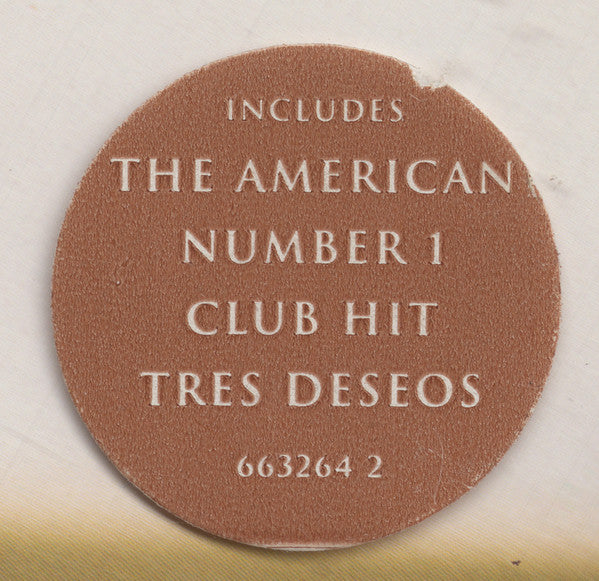 INCLUDES
THE AMERICAN
NUMBER 1
CLUB HIT
TRES DESEOS
663264 2